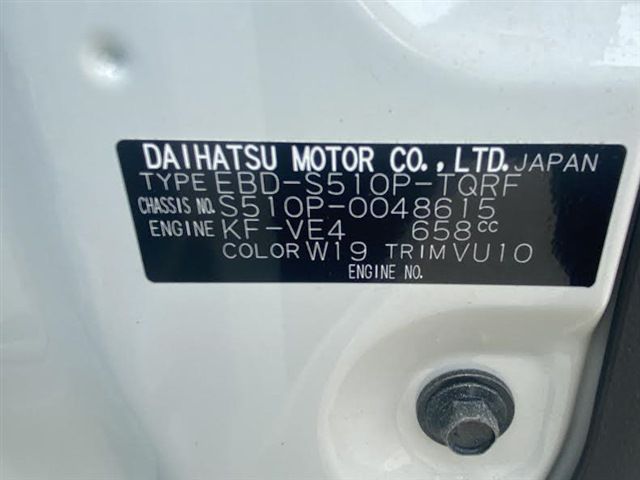 DAIHATSU MOTOR CO.,LTD. JAPAN
TYPE EBD-S510P-TQRF
CHASSIS NO. S510P-0048615
ENGINE KF-VE4 658cc
COLOR W19 TRIM VU10
ENGINE NO.